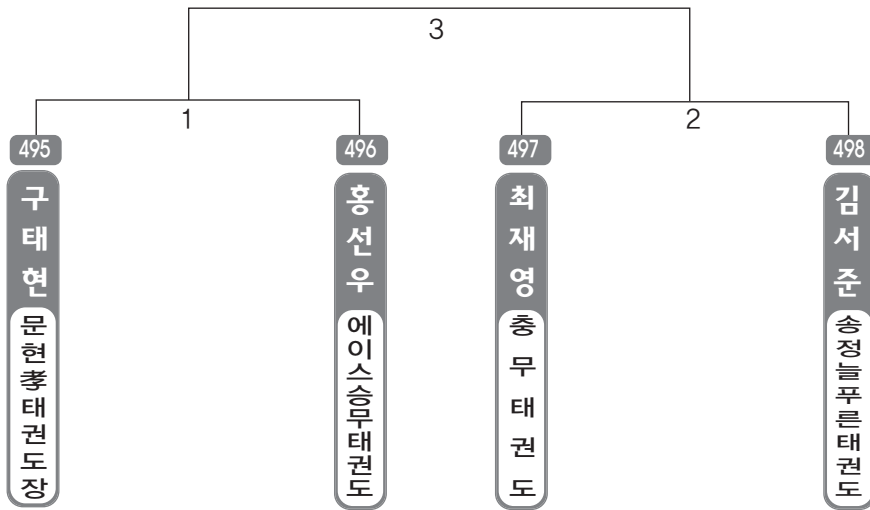 3
1
2
495
496
497
498
구태현
홍선우
최재영
김서준
문현孝태권도장
에이스승무태권도
충무태권도
송정늘푸른태권도